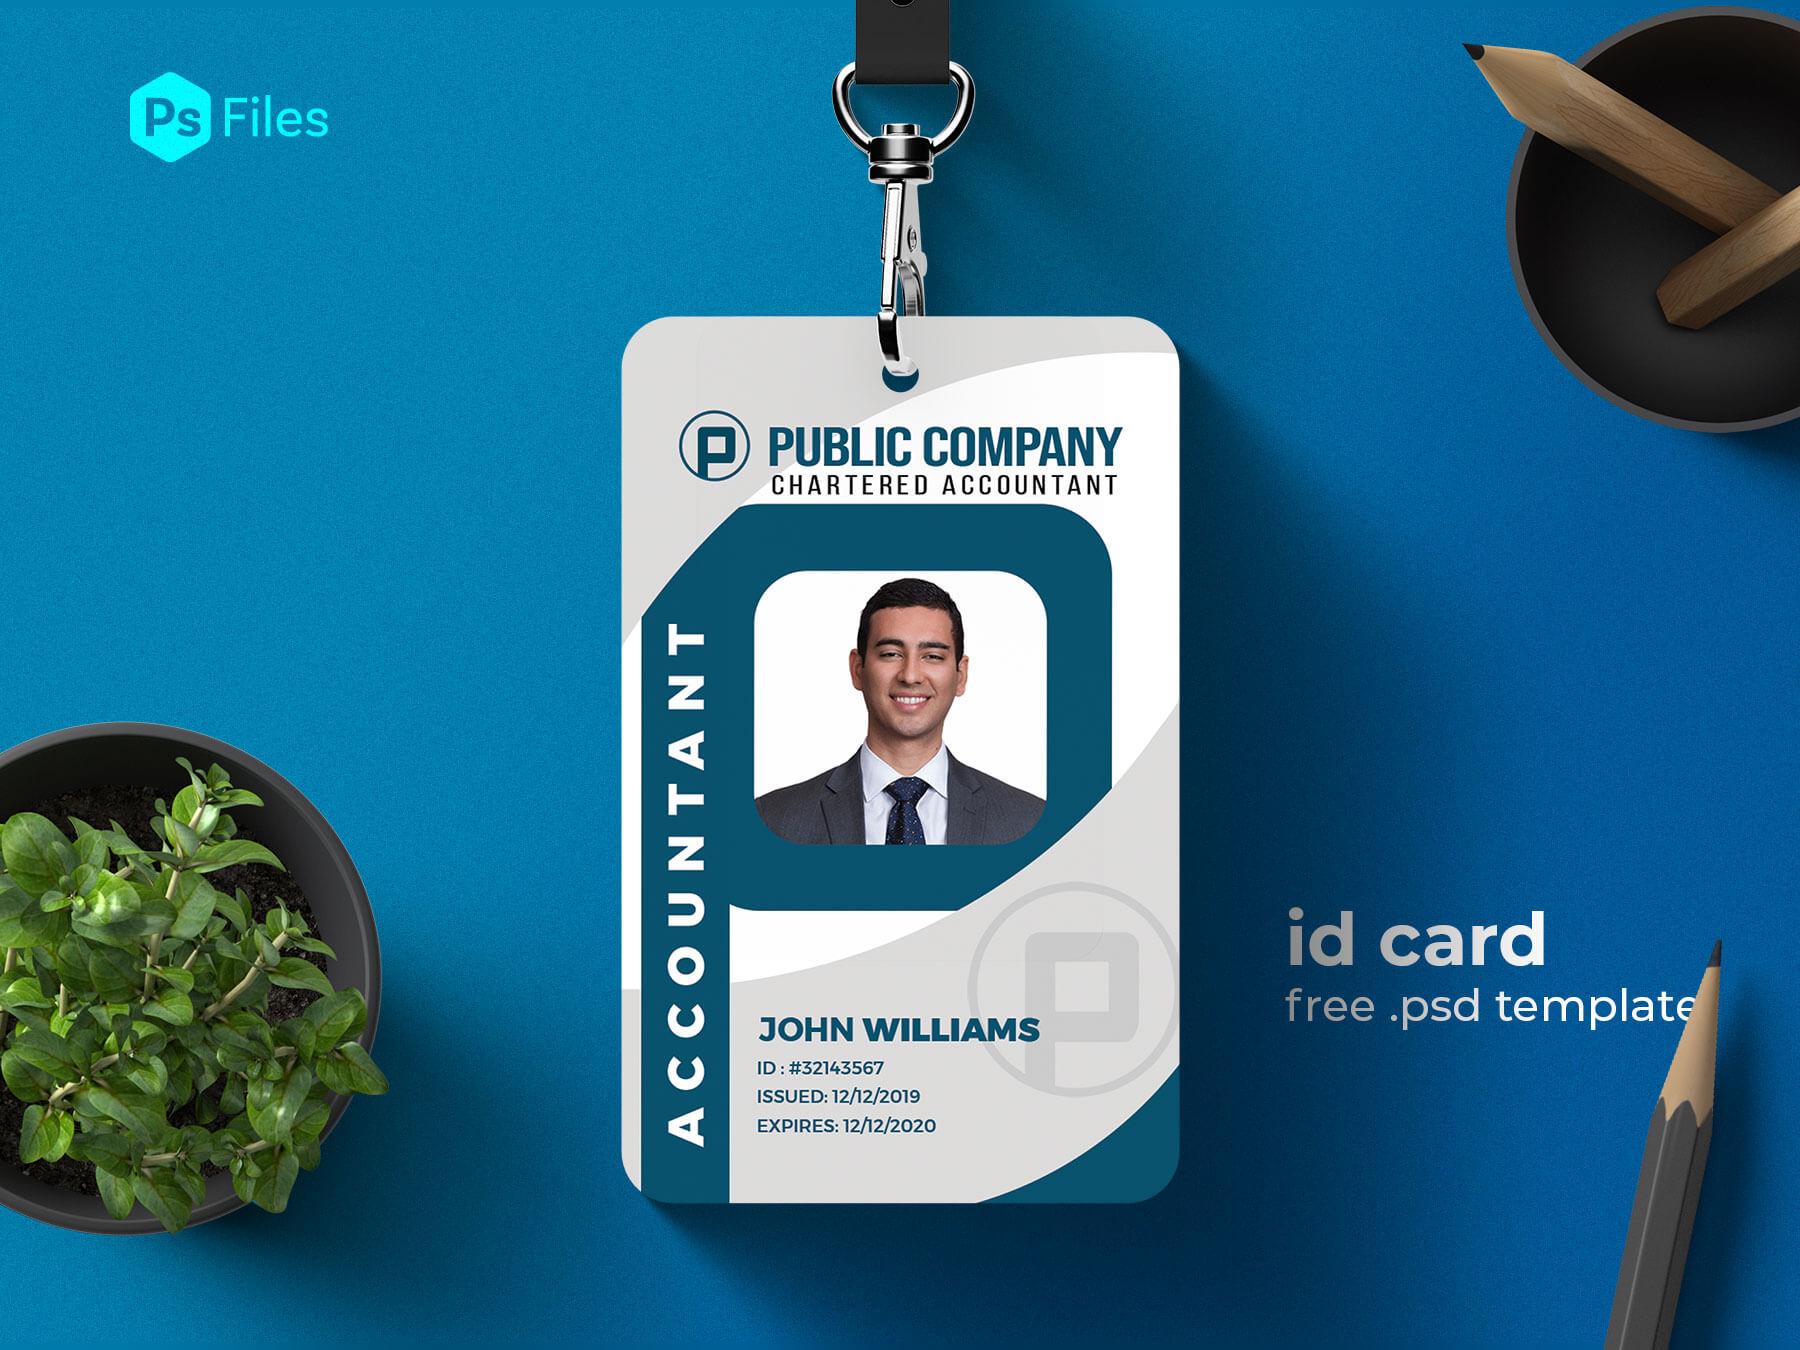 Ps Files
P PUBLIC COMPANY
CHARTERED ACCOUNTANT
ACCOUNTANT
P
JOHN WILLIAMS
ID : #32143567
ISSUED: 12/12/2019
EXPIRES: 12/12/2020
id card
free .psd template